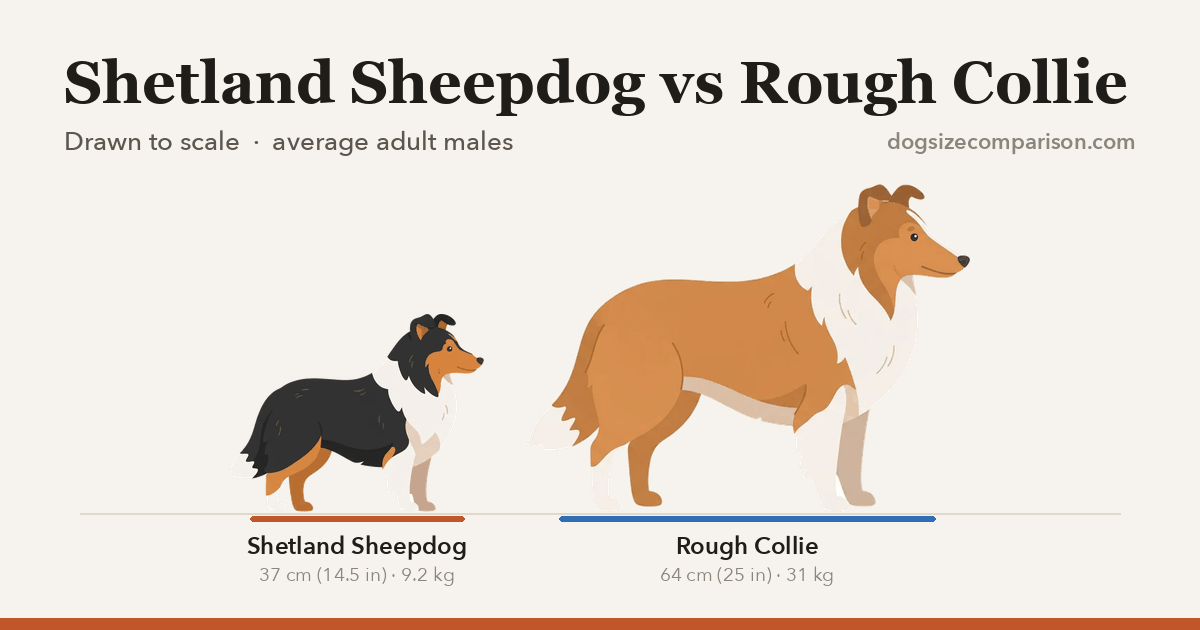 Shetland Sheepdog vs Rough Collie
Drawn to scale · average adult males
dogsizecomparison.com
Shetland Sheepdog
37 cm (14.5 in) · 9.2 kg
Rough Collie
64 cm (25 in) · 31 kg